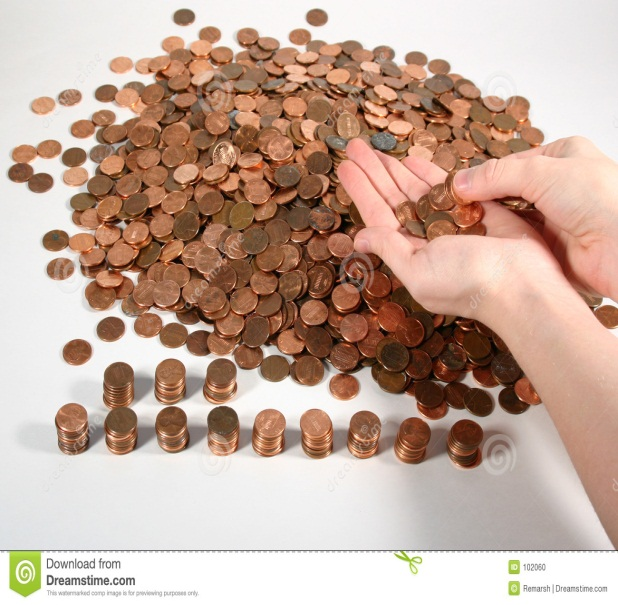 Download from
Dreamstime.com
This watermarked comp image is for previewing purposes only.
102060
© Remarsh | Dreamstime.com